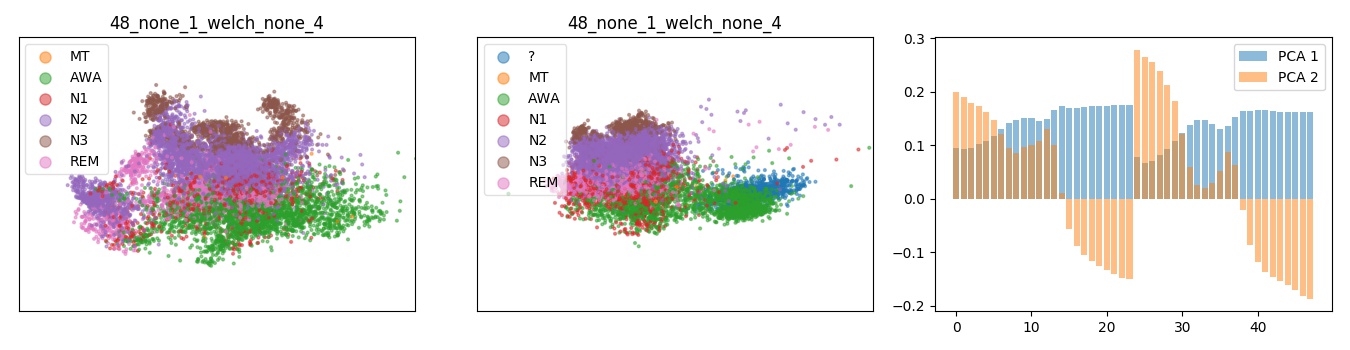 48_none_1_welch_none_4
MT
AWA
N1
N2
N3
REM
48_none_1_welch_none_4
?
MT
AWA
N1
N2
N3
REM
PCA 1
PCA 2
0.3
0.2
0.1
0.0
−0.1
−0.2
0
10
20
30
40